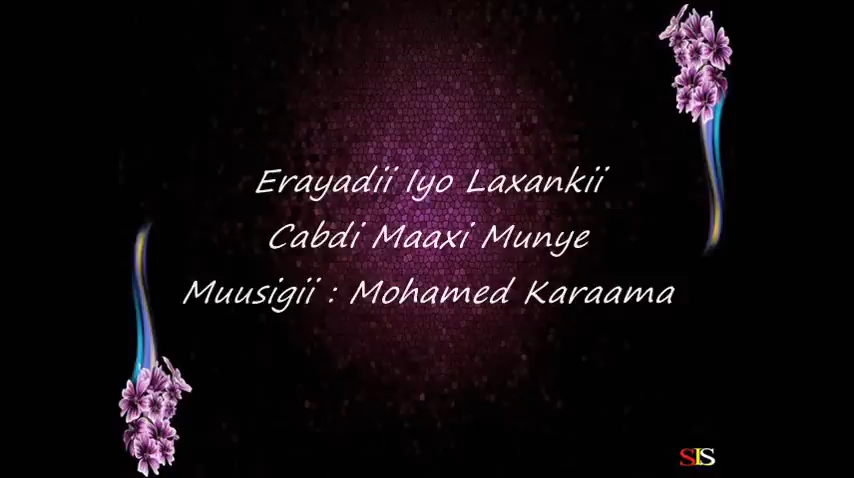 Erayadii Iyo Laxankii
Cabdi Maaxi Munye
Muusigii : Mohamed Karaama
SIS